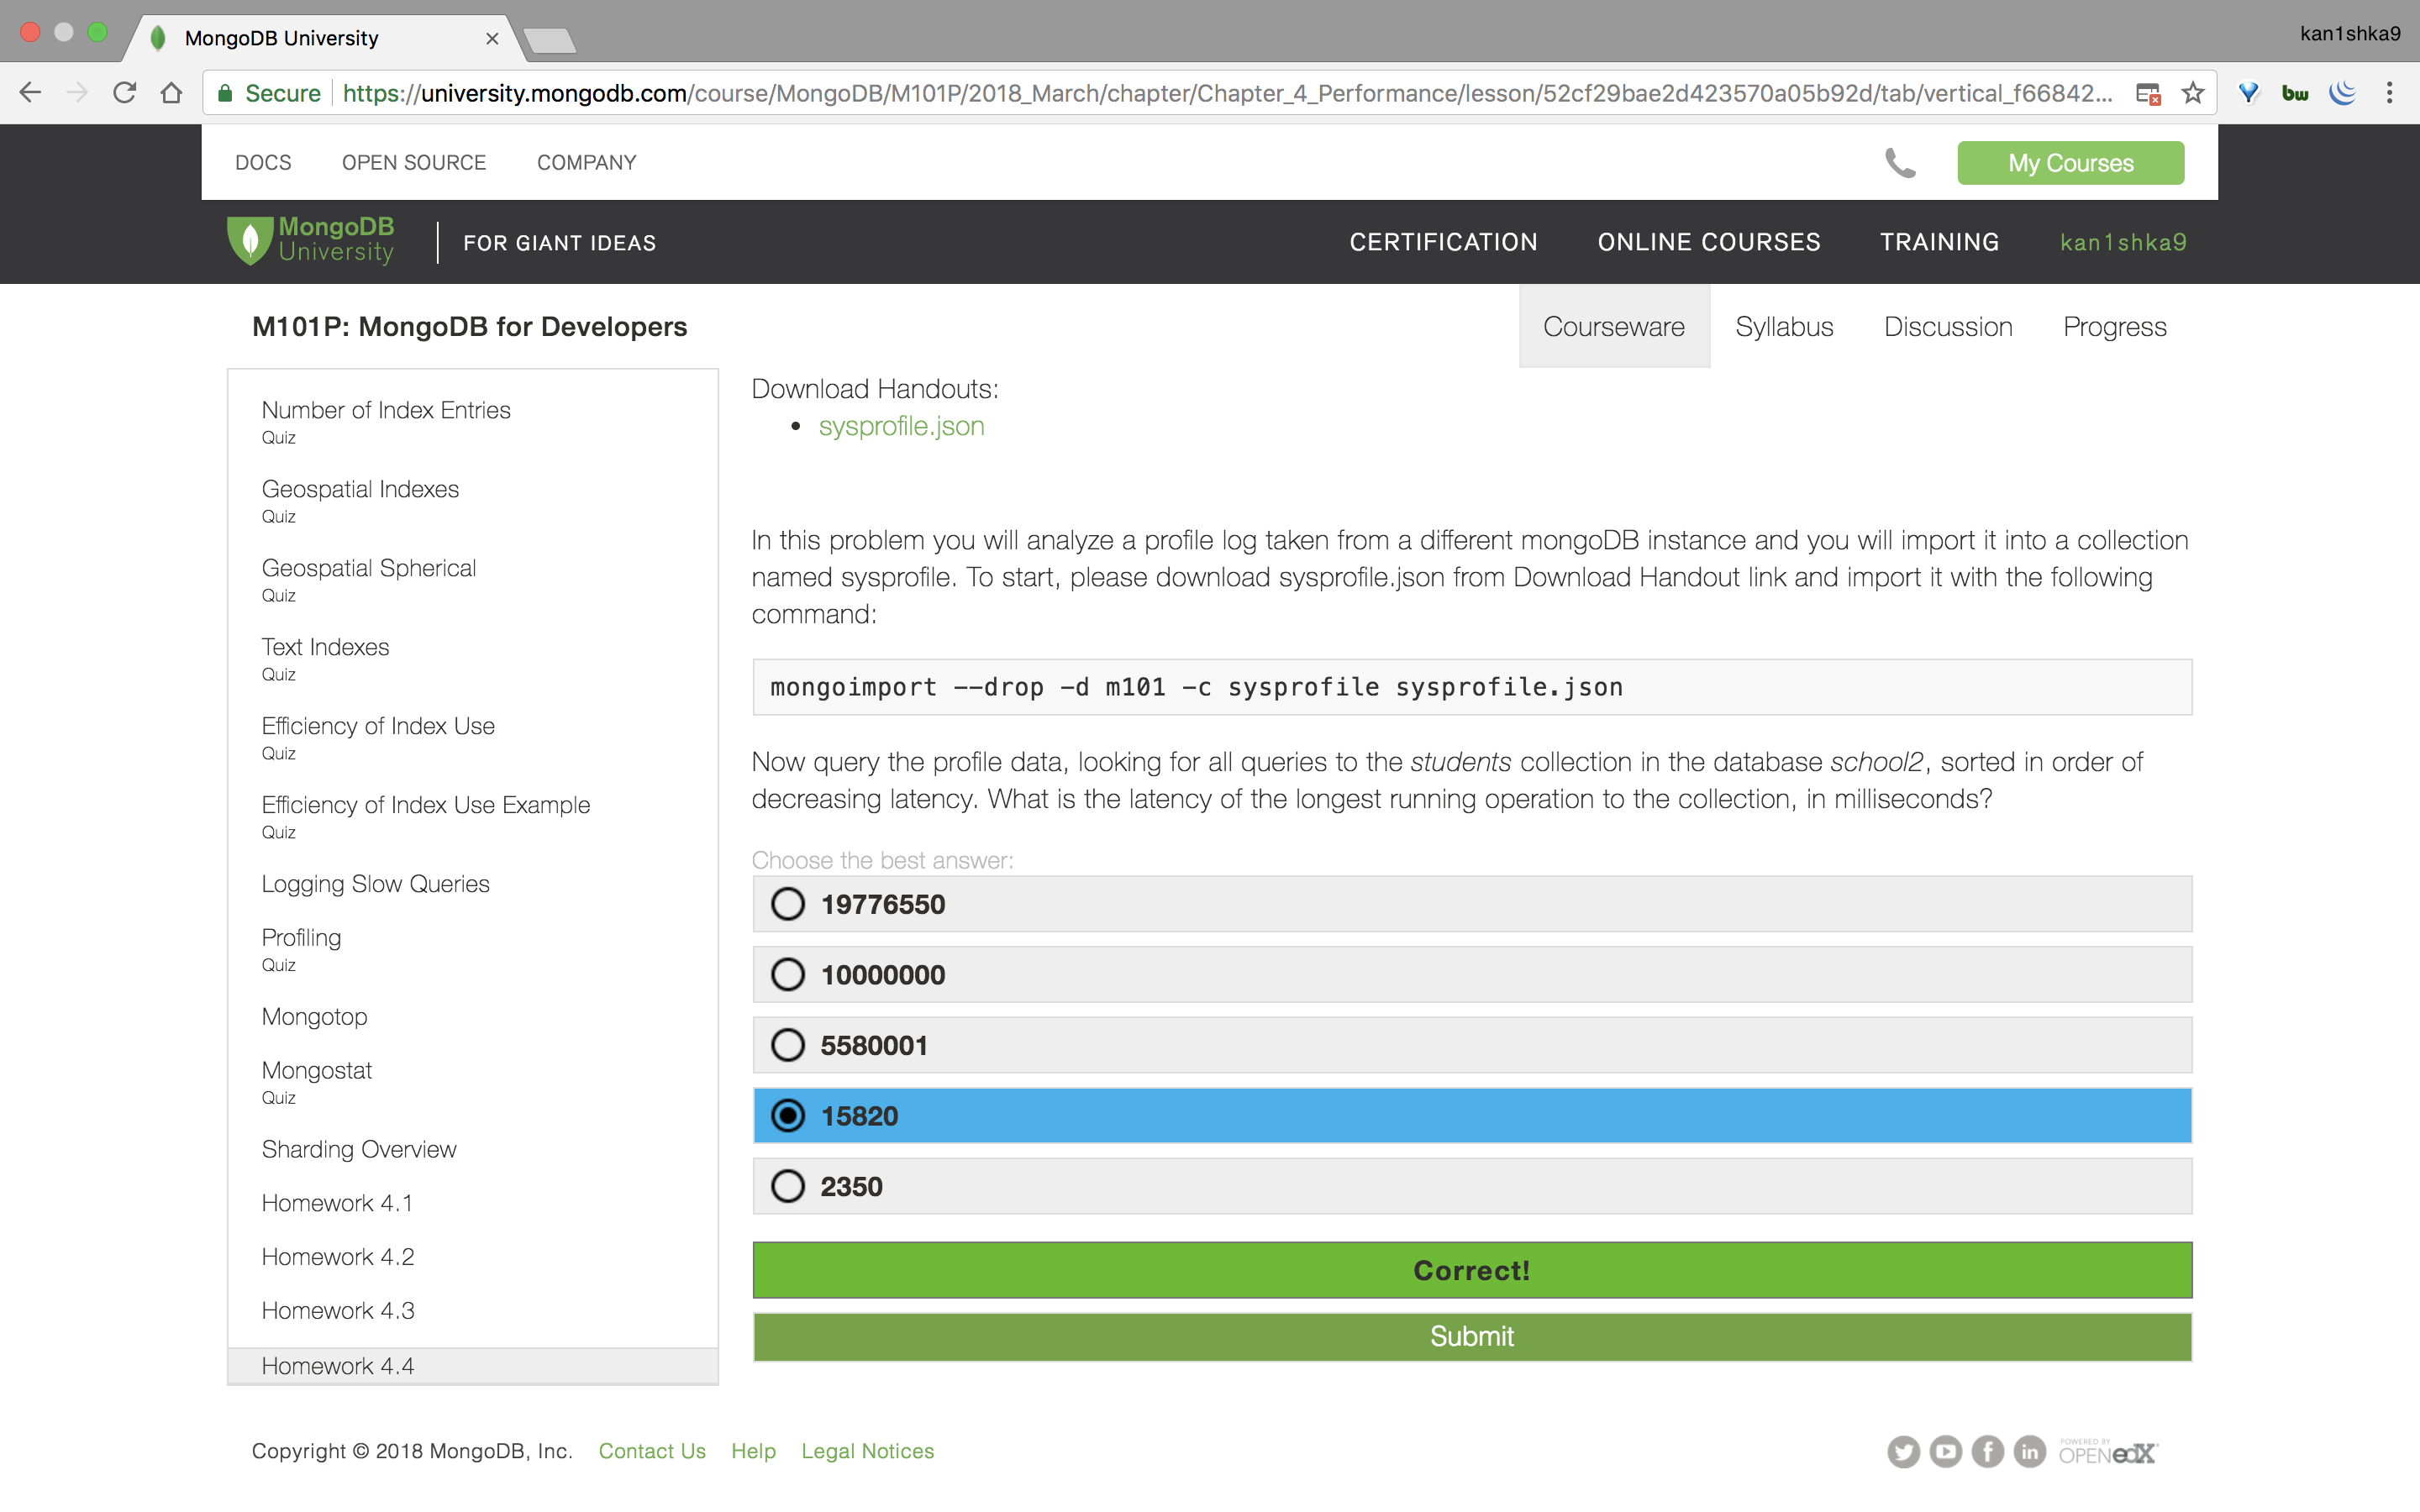 MongoDB University
kan1shka9
Secure https://university.mongodb.com/course/MongoDB/M101P/2018_March/chapter/Chapter_4_Performance/lesson/52cf29bae2d423570a05b92d/tab/vertical_f66842...
bw
DOCS OPEN SOURCE COMPANY
My Courses
MongoDB
University
FOR GIANT IDEAS
CERTIFICATION ONLINE COURSES TRAINING kan1shka9
M101P: MongoDB for Developers
Courseware Syllabus Discussion Progress
Number of Index Entries
Quiz
Geospatial Indexes
Quiz
Geospatial Spherical
Quiz
Text Indexes
Quiz
Efficiency of Index Use
Quiz
Efficiency of Index Use Example
Quiz
Logging Slow Queries
Profiling
Quiz
Mongotop
Mongostat
Quiz
Sharding Overview
Homework 4.1
Homework 4.2
Homework 4.3
Homework 4.4
Download Handouts:
• sysprofile.json
In this problem you will analyze a profile log taken from a different mongoDB instance and you will import it into a collection
named sysprofile. To start, please download sysprofile.json from Download Handout link and import it with the following
command:
mongoimport --drop -d m101 -c sysprofile sysprofile.json
Now query the profile data, looking for all queries to the students collection in the database school2, sorted in order of
decreasing latency. What is the latency of the longest running operation to the collection, in milliseconds?
Choose the best answer:
19776550
10000000
5580001
15820
2350
Correct!
Submit
Copyright © 2018 MongoDB, Inc. Contact Us Help Legal Notices
POWERED BY
OPEN edX